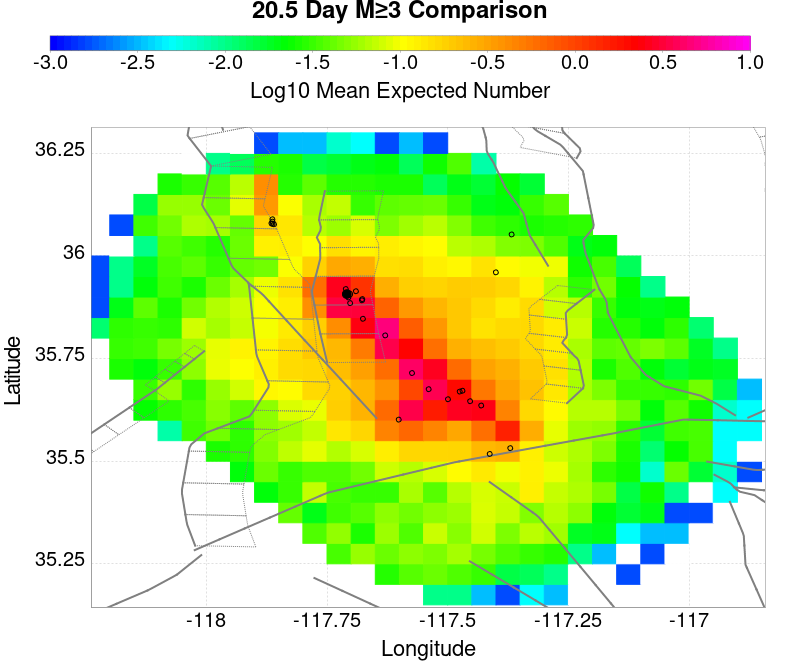 20.5 Day M≥3 Comparison
-3.0 -2.5 -2.0 -1.5 -1.0 -0.5 0.0 0.5 1.0
Log10 Mean Expected Number
36.25
36
35.75
35.5
35.25
Latitude
-118 -117.75 -117.5 -117.25 -117
Longitude